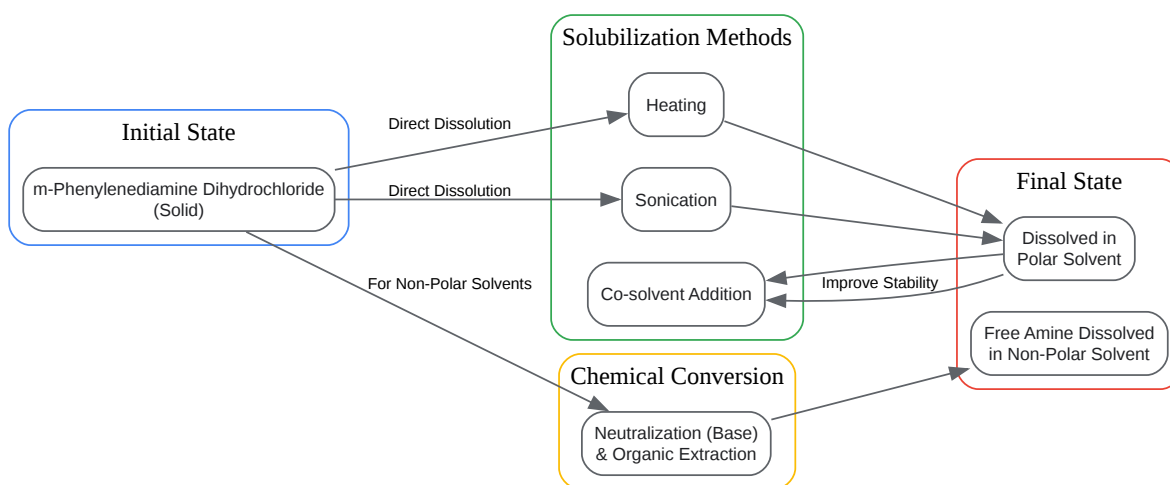 Initial State
m-Phenylenediamine Dihydrochloride
(Solid)
Direct Dissolution
Direct Dissolution
For Non-Polar Solvents
Solubilization Methods
Heating
Sonication
Co-solvent Addition
Improve Stability
Chemical Conversion
Neutralization (Base)
& Organic Extraction
Final State
Dissolved in
Polar Solvent
Free Amine Dissolved
in Non-Polar Solvent